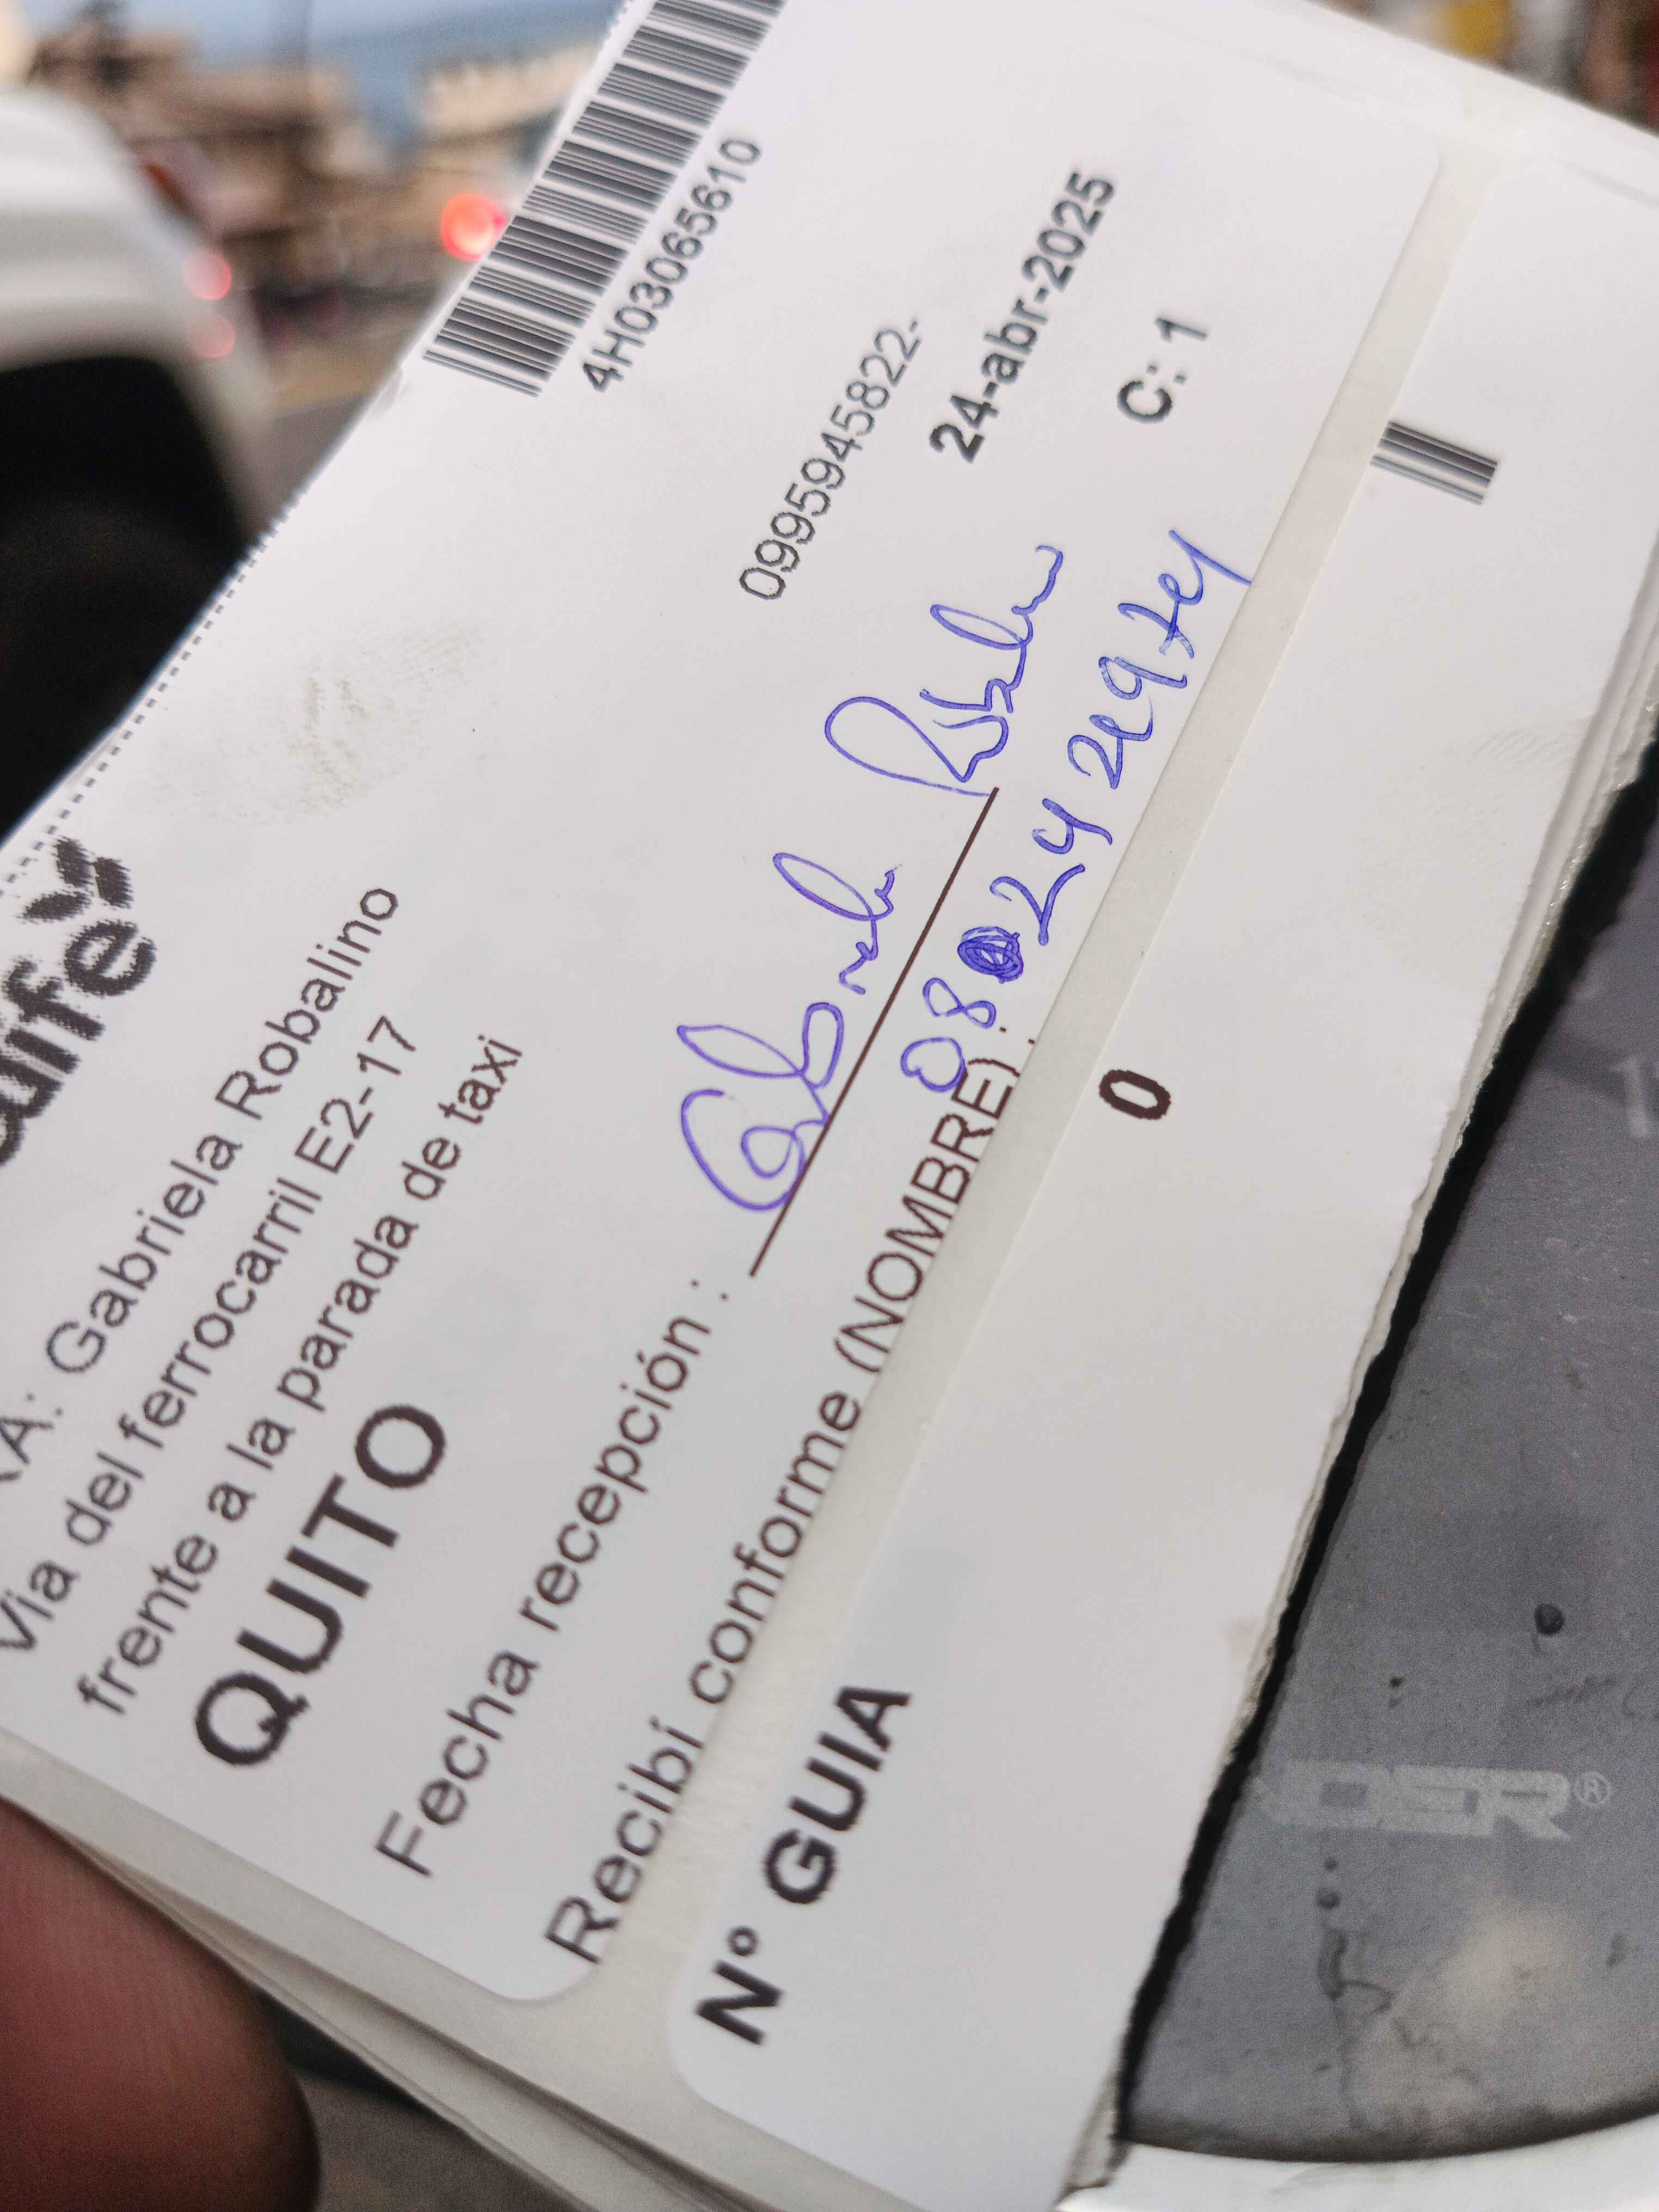 4H03065610
A: Gabriela Robalino
Via del ferrocarril E2-17
frente a la parada de taxi
0995945822-
QUITO
24-abr-2025
Fecha recepción :
C: 1
Recibí conforme (NOMBRE) :
0
Nº GUIA